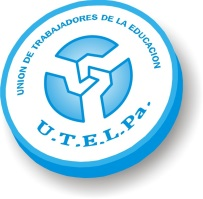 UNION DE TRABAJADORES DE LA EDUCACION
U.T.E.L.Pa.